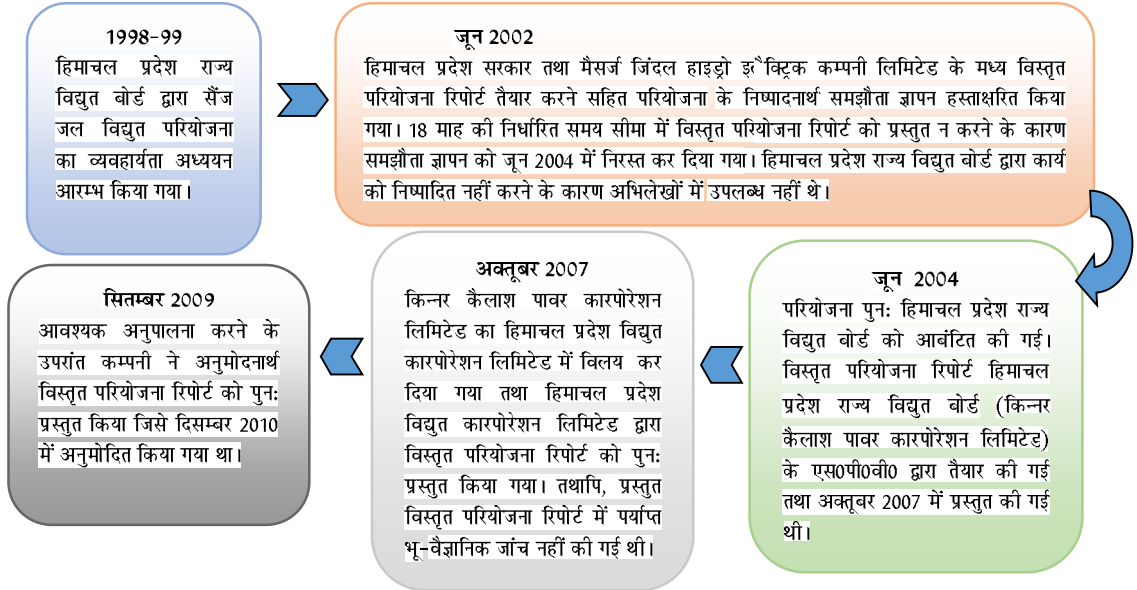 1998-99
हिमाचल प्रदेश राज्य
विद्युत बोर्ड द्वारा सैंज
जल विद्युत परियोजना
का व्यवहार्यता अध्ययन
आरम्भ किया गया।
जून 2002
हिमाचल प्रदेश सरकार तथा मैसर्ज जिंदल हाइड्रो इॅैक्ट्रिक कम्पनी लिमिटेड के मध्य विस्तृत
परियोजना रिपोर्ट तैयार करने सहित परियोजना के निष्पादनार्थ समझौता ज्ञापन हस्ताक्षरित किया
गया। 18 माह की निर्धारित समय सीमा में विस्तृत परियोजना रिपोर्ट को प्रस्तुत न करने के कारण
समझौता ज्ञापन को जून 2004 में निरस्त कर दिया गया। हिमाचल प्रदेश राज्य विद्युत बोर्ड द्वारा कार्य
को निष्पादित नहीं करने के कारण अभिलेखों में उपलब्ध नहीं थे।
जून 2004
परियोजना पुन: हिमाचल प्रदेश राज्य
विद्युत बोर्ड को आबंटित की गई।
विस्तृत परियोजना रिपोर्ट हिमाचल
प्रदेश राज्य विद्युत बोर्ड (किन्नर
कैलाश पावर कारपोरेशन लिमिटेड)
के एस0पी0वी0 द्वारा तैयार की गई
तथा अक्तूबर 2007 में प्रस्तुत की गई
थी।
अक्तूबर 2007
किन्नर कैलाश पावर कारपोरेशन
लिमिटेड का हिमाचल प्रदेश विद्युत
कारपोरेशन लिमिटेड में विलय कर
दिया गया तथा हिमाचल प्रदेश
विद्युत कारपोरेशन लिमिटेड द्वारा
विस्तृत परियोजना रिपोर्ट को पुन:
प्रस्तुत किया गया। तथापि, प्रस्तुत
विस्तृत परियोजना रिपोर्ट में पर्याप्त
भू-वैज्ञानिक जांच नहीं की गई थी।
सितम्बर 2009
आवश्यक अनुपालना करने के
उपरांत कम्पनी ने अनुमोदनार्थ
विस्तृत परियोजना रिपोर्ट को पुन:
प्रस्तुत किया जिसे दिसम्बर 2010
में अनुमोदित किया गया था।